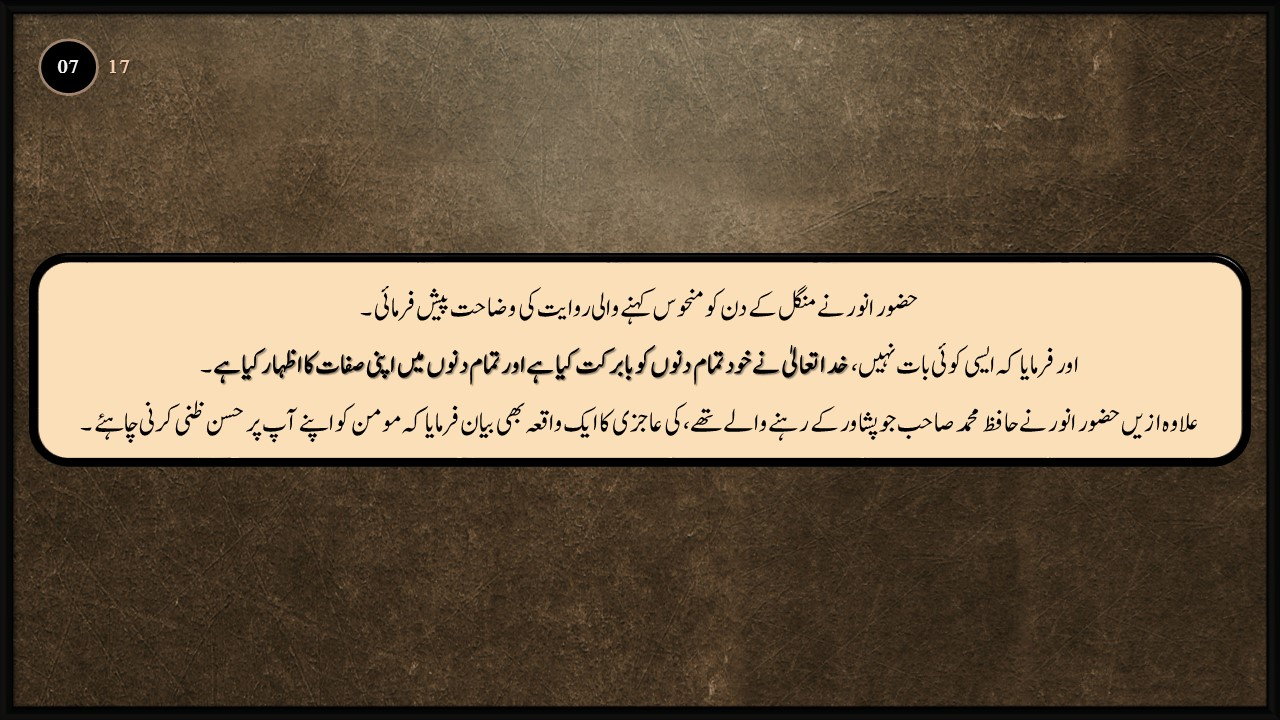 07 17
حضور انور نے منگل کے دن کو منحوس کہنے والی روایت کی وضاحت پیش فرمائی۔
اور فرمایا کہ ایسی کوئی بات نہیں، خدا تعالیٰ نے خود تمام دنوں کو بابرکت کیا ہے اور تمام دنوں میں اپنی صفات کا اظہار کیا ہے۔
علاوہ ازیں حضور انور نے حافظ محمد صاحب جو پشاور کے رہنے والے تھے، کی عاجزی کا ایک واقعہ بھی بیان فرمایا کہ مومن کو اپنے آپ پر حسن ظنی کرنی چاہئے۔